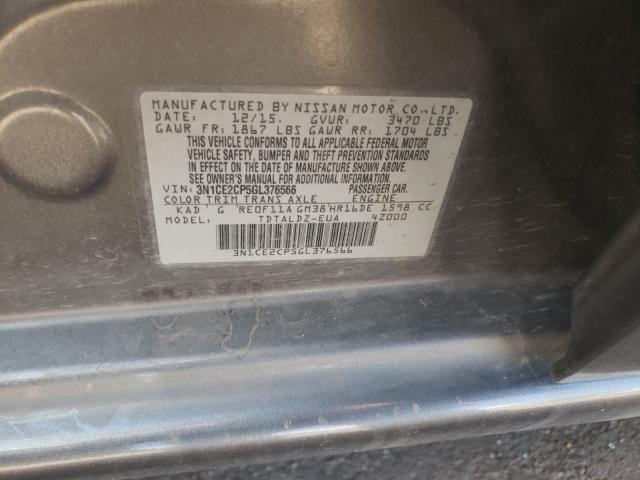 MANUFACTURED BY NISSAN MOTOR CO.,LTD.
DATE: 12/15. GVWR: 3470 LBS
GAWR FR: 1867 LBS GAWR RR: 1704 LBS
THIS VEHICLE CONFORMS TO ALL APPLICABLE FEDERAL MOTOR
VEHICLE SAFETY, BUMPER AND THEFT PREVENTION STANDARDS
IN EFFECT ON THE DATE OF MANUFACTURE SHOWN ABOVE.
SEE OWNER'S MANUAL FOR ADDITIONAL INFORMATION.
VIN: 3N1CE2CP5GL376566 PASSENGER CAR.
COLOR TRIM TRANS AXLE ENGINE
KAD G RE0F11A GM38 HR16DE 1598 CC
MODEL: TDTALDZ-EUA 4Z000
3N1CE2CP5GL376566